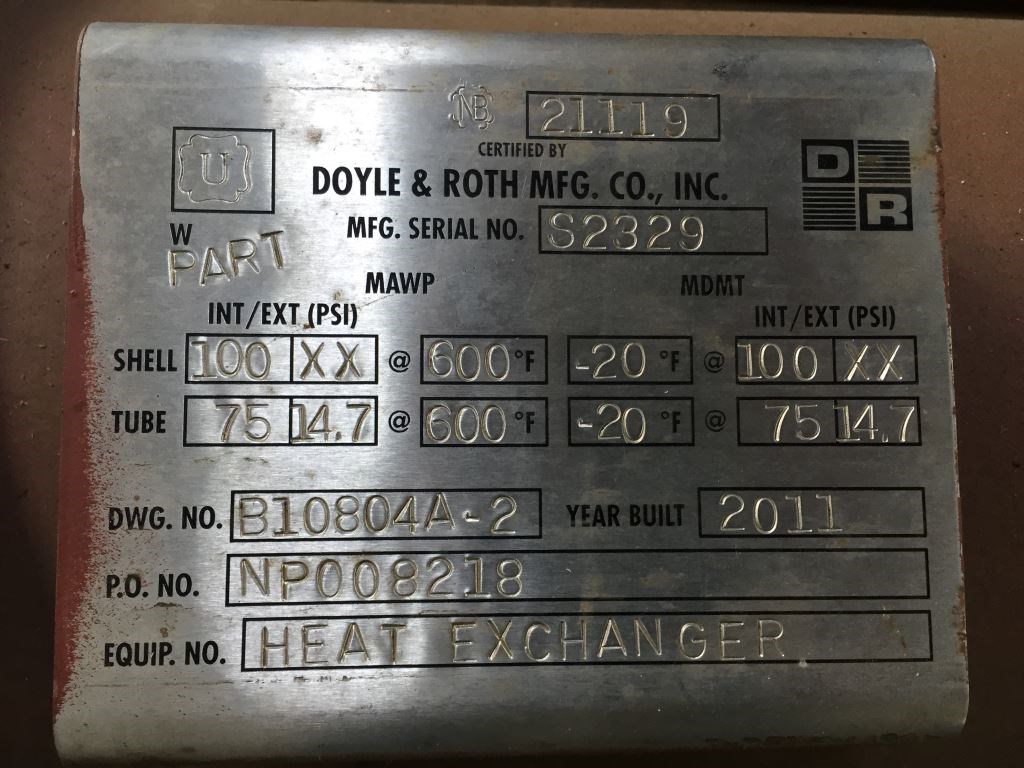 NB 21119
CERTIFIED BY
U
DOYLE & ROTH MFG. CO., INC.
D R
W
MFG. SERIAL NO. S2329
PART
MAWP MDMT
INT/EXT (PSI) INT/EXT (PSI)
SHELL 100 XX @ 600 °F -20 °F @ 100 XX
TUBE 75 14.7 @ 600 °F -20 °F @ 75 14.7
DWG. NO. B10804A-2 YEAR BUILT 2011
P.O. NO. NP008218
EQUIP. NO. HEAT EXCHANGER